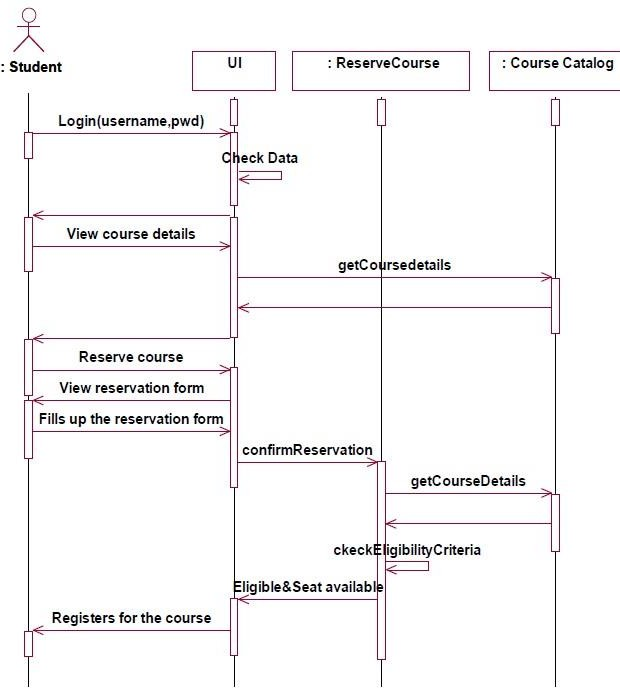 : Student
UI
: ReserveCourse
: Course Catalog
Login(username,pwd)
Check Data
View course details
getCoursedetails
Reserve course
View reservation form
Fills up the reservation form
confirmReservation
getCourseDetails
ckeckEligibilityCriteria
Eligible&Seat available
Registers for the course